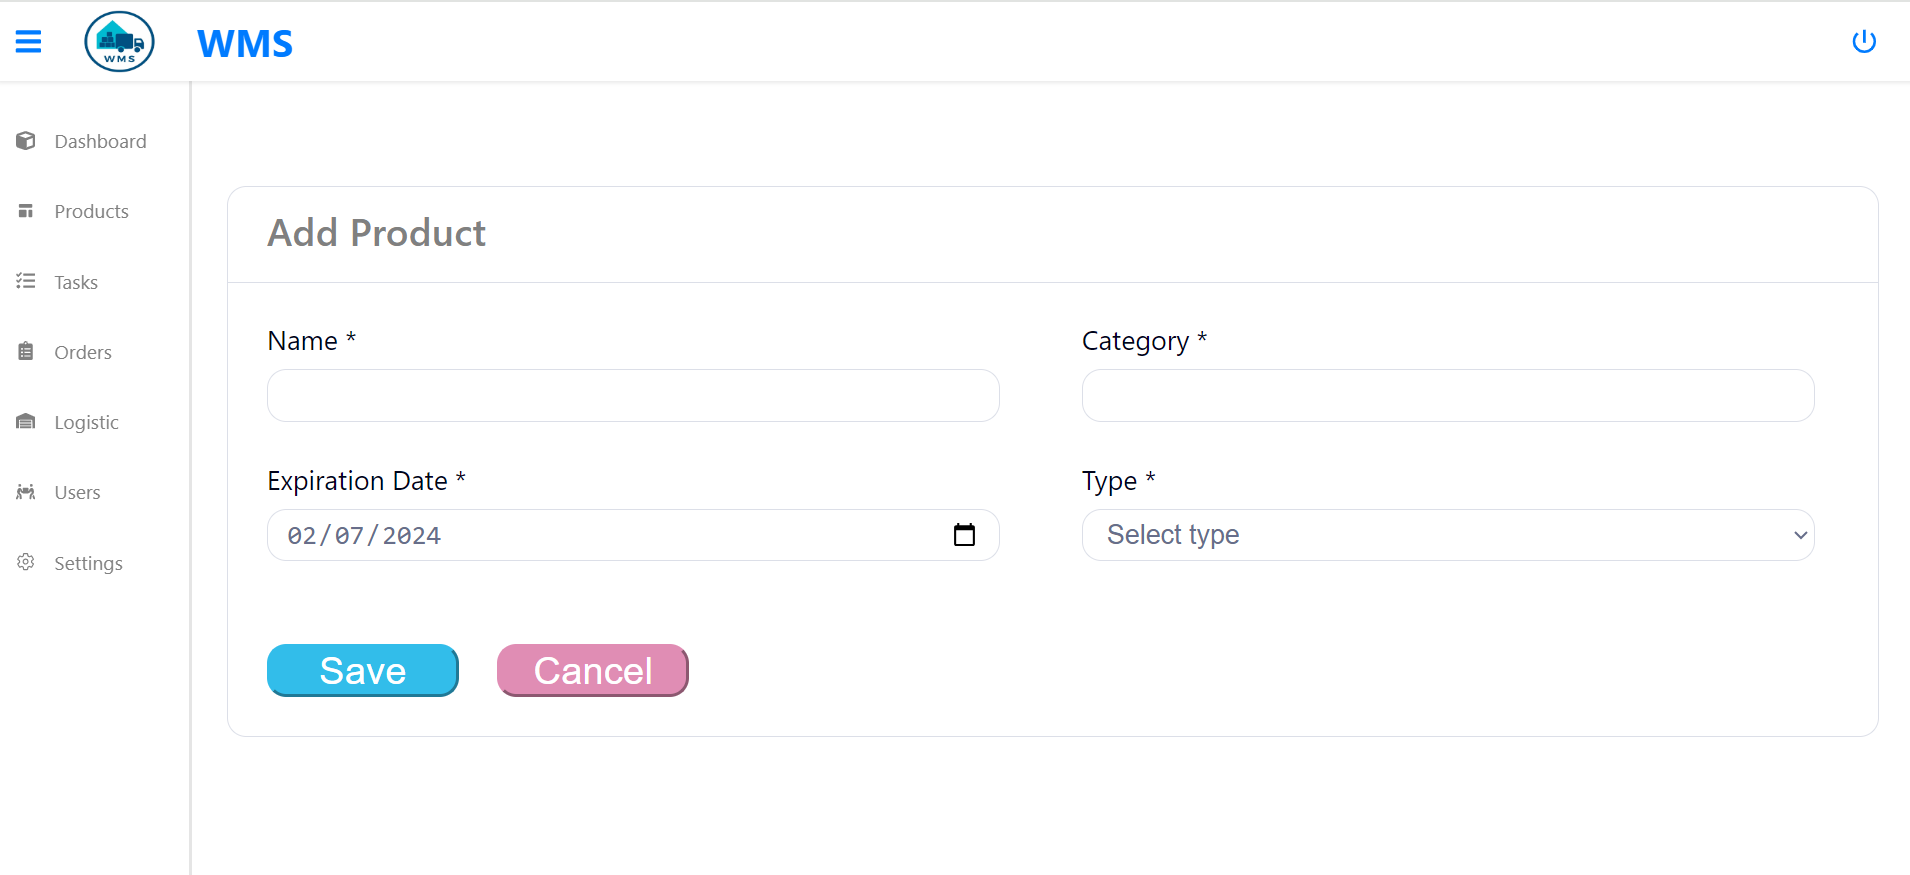 WMS
WMS
Dashboard
Products
Tasks
Orders
Logistic
Users
Settings
Add Product
Name *
Category *
Expiration Date *
Type *
02/07/2024
Select type
Save
Cancel